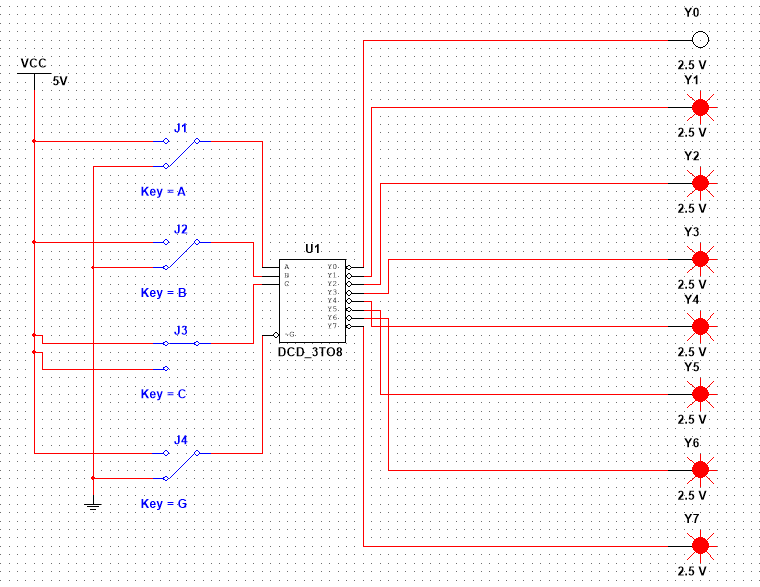 Y0
2.5 V
VCC
5V
Y1
2.5 V
J1
Key = A
Y2
2.5 V
J2
Key = B
U1
Y3
2.5 V
A
B
C
~G
Y0
Y1
Y2
Y3
Y4
Y5
Y6
Y7
DCD_3TO8
J3
Key = C
Y4
2.5 V
Y5
2.5 V
J4
Key = G
Y6
2.5 V
Y7
2.5 V